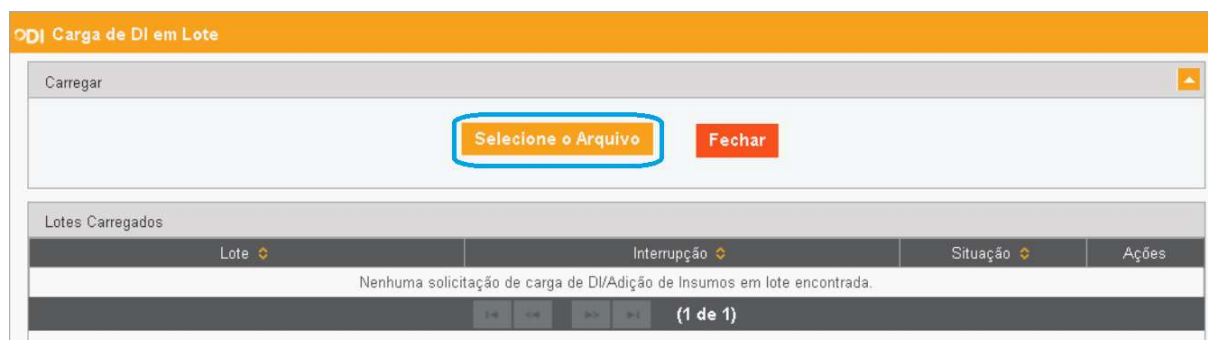 DI Carga de DI em Lote
Carregar
Selecione o Arquivo Fechar
Lotes Carregados
Lote Interrupção Situação Ações
Nenhuma solicitação de carga de DI/Adição de Insumos em lote encontrada.
(1 de 1)